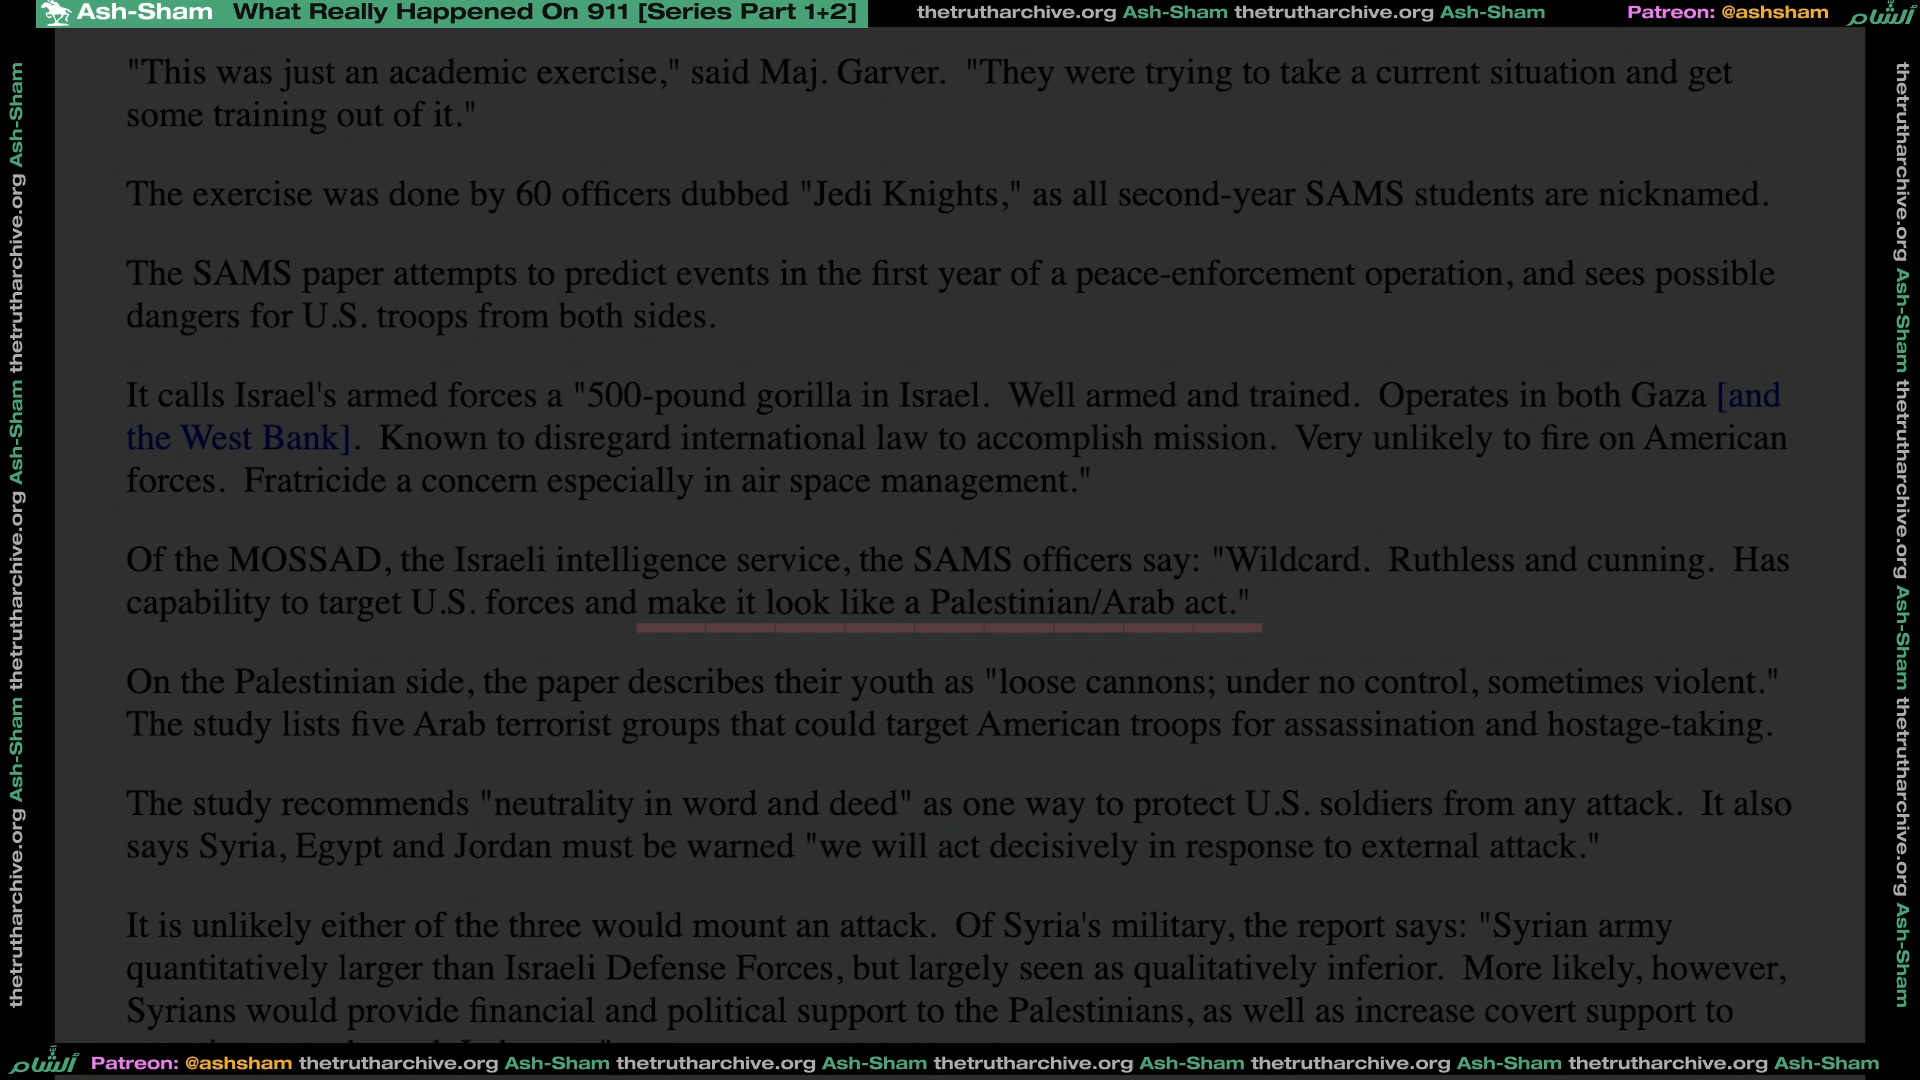 Ash-Sham What Really Happened On 911 [Series Part 1+2] thetrutharchive.org Ash-Sham thetrutharchive.org Ash-Sham Patreon: @ashsham الشام
"This was just an academic exercise," said Maj. Garver. "They were trying to take a current situation and get
some training out of it."
The exercise was done by 60 officers dubbed "Jedi Knights," as all second-year SAMS students are nicknamed.
The SAMS paper attempts to predict events in the first year of a peace-enforcement operation, and sees possible
dangers for U.S. troops from both sides.
It calls Israel's armed forces a "500-pound gorilla in Israel. Well armed and trained. Operates in both Gaza [and
the West Bank]. Known to disregard international law to accomplish mission. Very unlikely to fire on American
forces. Fratricide a concern especially in air space management."
Of the MOSSAD, the Israeli intelligence service, the SAMS officers say: "Wildcard. Ruthless and cunning. Has
capability to target U.S. forces and make it look like a Palestinian/Arab act."
On the Palestinian side, the paper describes their youth as "loose cannons; under no control, sometimes violent."
The study lists five Arab terrorist groups that could target American troops for assassination and hostage-taking.
The study recommends "neutrality in word and deed" as one way to protect U.S. soldiers from any attack. It also
says Syria, Egypt and Jordan must be warned "we will act decisively in response to external attack."
It is unlikely either of the three would mount an attack. Of Syria's military, the report says: "Syrian army
quantitatively larger than Israeli Defense Forces, but largely seen as qualitatively inferior. More likely, however,
Syrians would provide financial and political support to the Palestinians, as well as increase covert support to
thetrutharchive.org Ash-Sham thetrutharchive.org Ash-Sham thetrutharchive.org Ash-Sham
thetrutharchive.org Ash-Sham thetrutharchive.org Ash-Sham thetrutharchive.org Ash-Sham
الشام Patreon: @ashsham thetrutharchive.org Ash-Sham thetrutharchive.org Ash-Sham thetrutharchive.org Ash-Sham thetrutharchive.org Ash-Sham thetrutharchive.org Ash-Sham